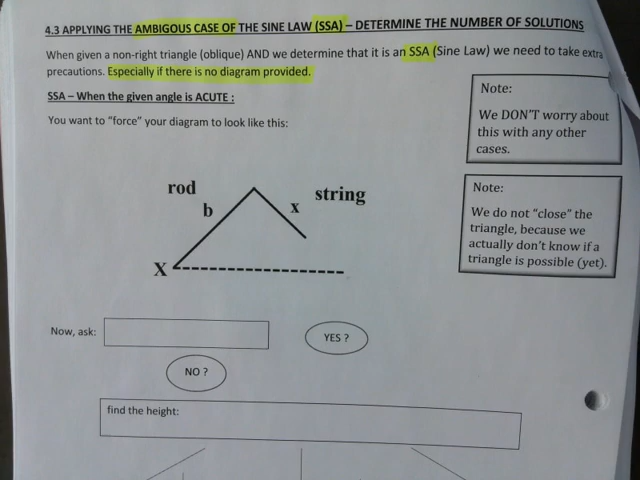 4.3 APPLYING THE AMBIGOUS CASE OF THE SINE LAW (SSA) – DETERMINE THE NUMBER OF SOLUTIONS
When given a non-right triangle (oblique) AND we determine that it is an SSA (Sine Law) we need to take extra
precautions. Especially if there is no diagram provided.
SSA – When the given angle is ACUTE :
You want to "force" your diagram to look like this:
Note:
We DON'T worry about
this with any other
cases.
rod
b
x
string
X
Note:
We do not "close" the
triangle, because we
actually don't know if a
triangle is possible (yet).
Now, ask:
YES ?
NO ?
find the height: